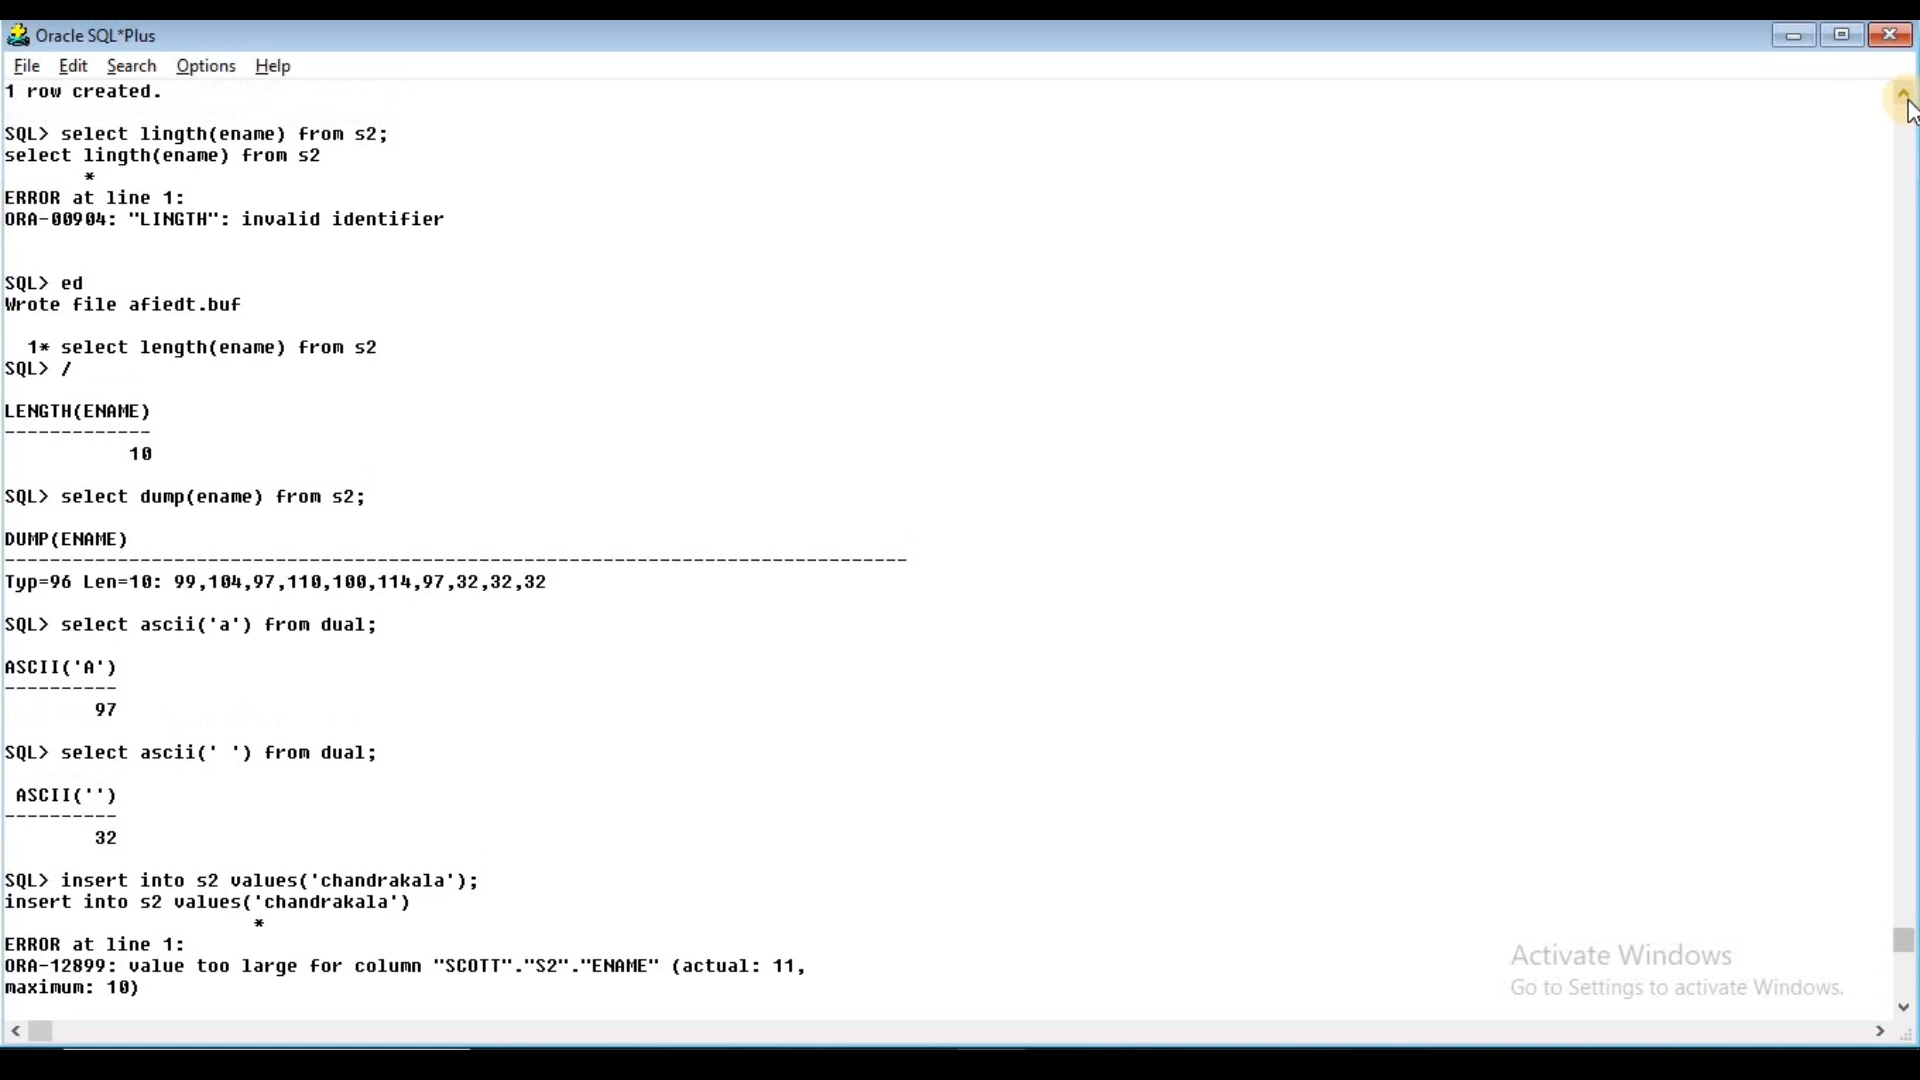 Oracle SQL*Plus
File Edit Search Options Help
1 row created.
SQL> select lingth(ename) from s2;
select lingth(ename) from s2
*
ERROR at line 1:
ORA-00904: "LINGTH": invalid identifier
SQL> ed
Wrote file afiedt.buf
1* select length(ename) from s2
SQL> /
LENGTH(ENAME)
-------------
10
SQL> select dump(ename) from s2;
DUMP(ENAME)
--------------------------------------------------------------------------------
Typ=96 Len=10: 99,104,97,110,100,114,97,32,32,32
SQL> select ascii('a') from dual;
ASCII('A')
----------
97
SQL> select ascii(' ') from dual;
ASCII('')
----------
32
SQL> insert into s2 values('chandrakala');
insert into s2 values('chandrakala')
*
ERROR at line 1:
ORA-12899: value too large for column "SCOTT"."S2"."ENAME" (actual: 11,
maximum: 10)
Activate Windows
Go to Settings to activate Windows.